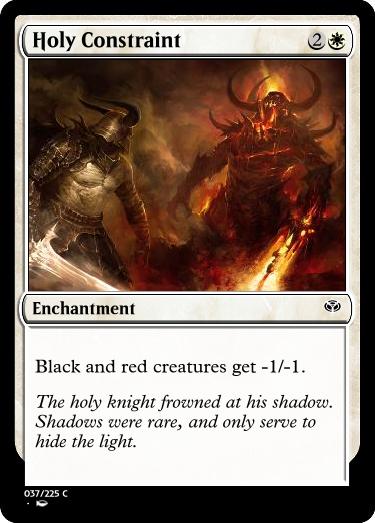 Holy Constraint 2
Enchantment
Black and red creatures get -1/-1.
The holy knight frowned at his shadow.
Shadows were rare, and only serve to
hide the light.
037/225 C